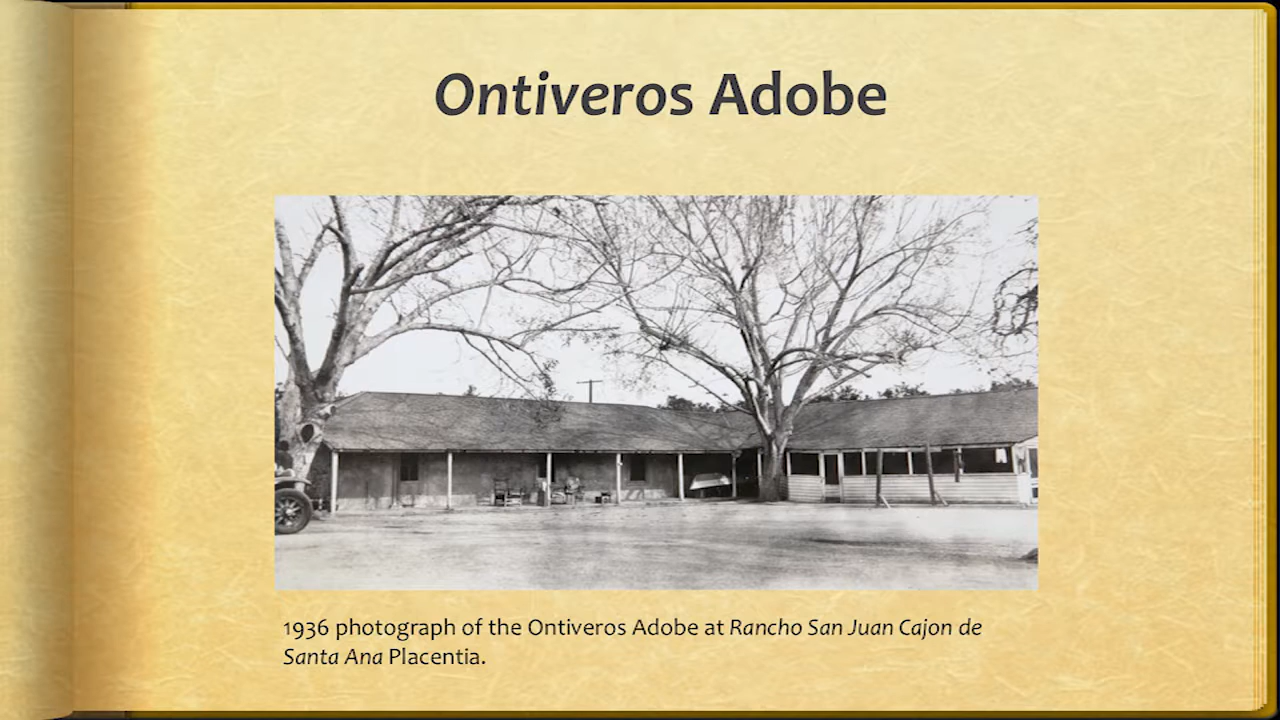 Ontiveros Adobe
1936 photograph of the Ontiveros Adobe at Rancho San Juan Cajon de
Santa Ana Placentia.